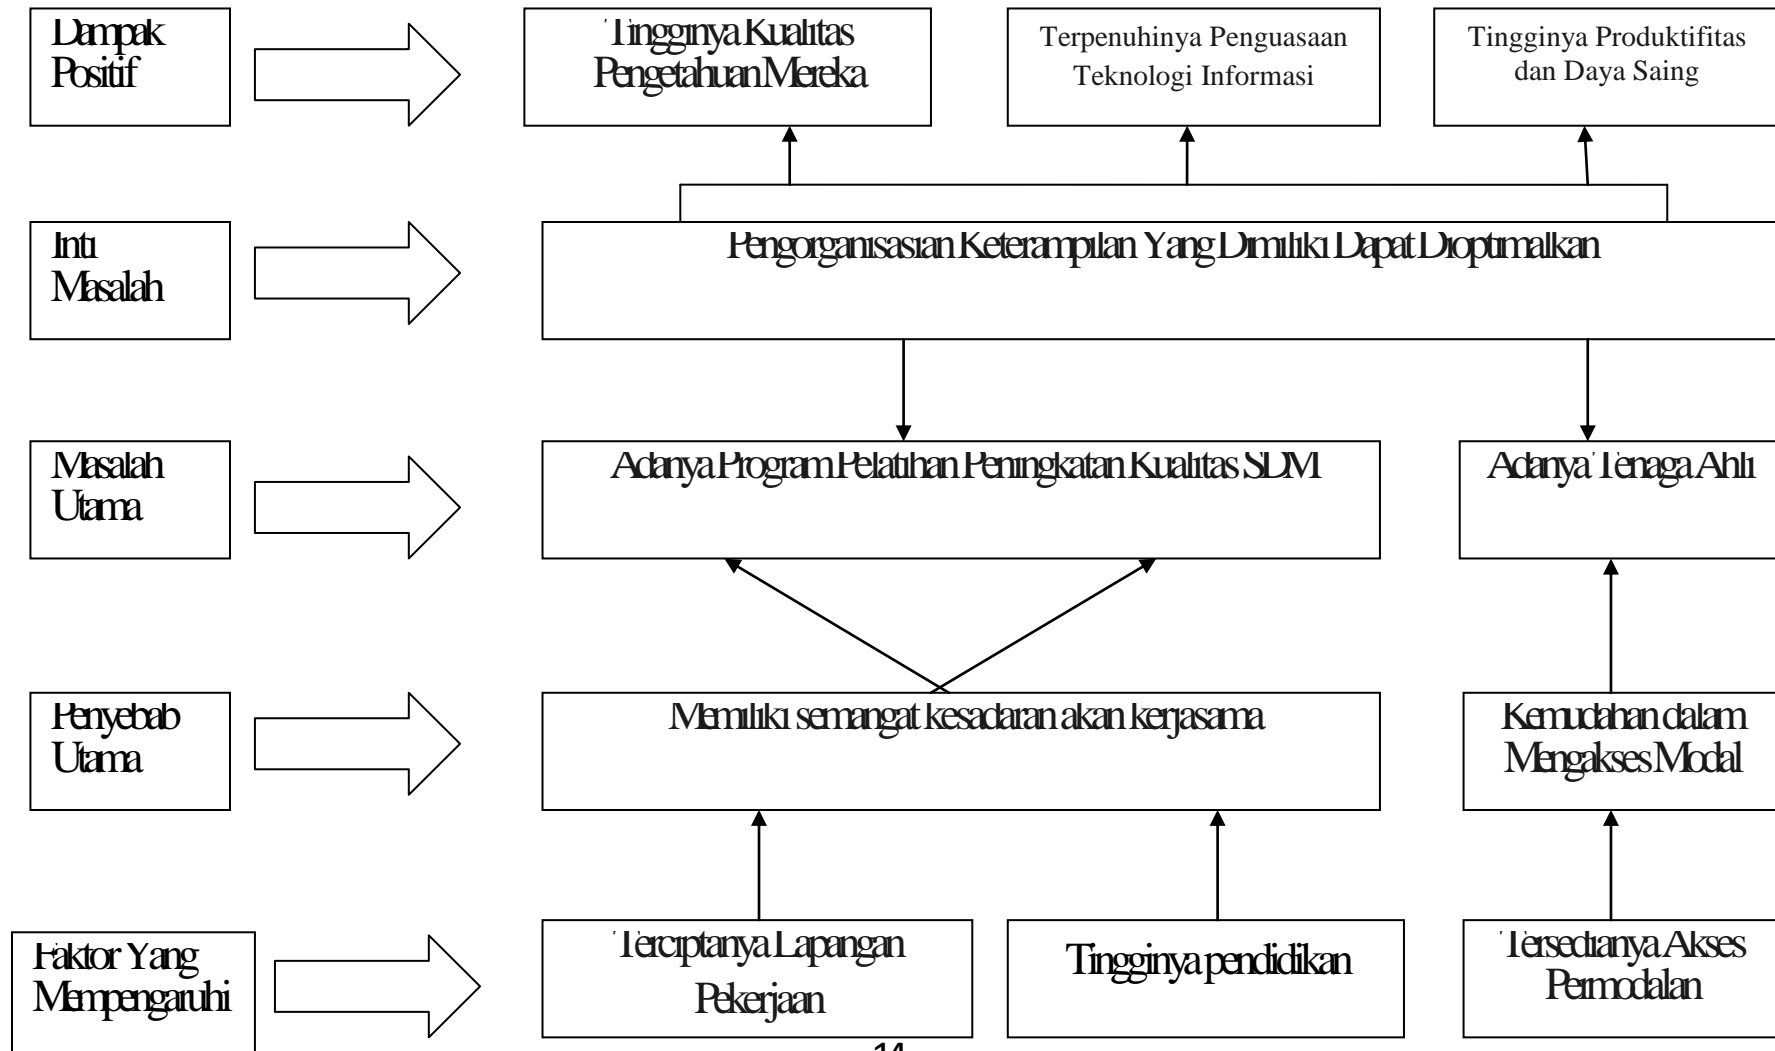 Dampak
Positif
Tingginya Kualitas
Pengetahuan Mereka
Terpenuhinya Penguasaan
Teknologi Informasi
Tingginya Produktifitas
dan Daya Saing
Inti
Masalah
Pengorganisasian Keterampilan Yang Dimiliki Dapat Dioptimalkan
Masalah
Utama
Adanya Program Pelatihan Peningkatan Kualitas SDM
Adanya Tenaga Ahli
Penyebab
Utama
Memiliki semangat kesadaran akan kerjasama
Kemudahan dalam
Mengakses Modal
Faktor Yang
Mempengaruhi
Terciptanya Lapangan
Pekerjaan
Tingginya pendidikan
Tersedianya Akses
Permodalan
14